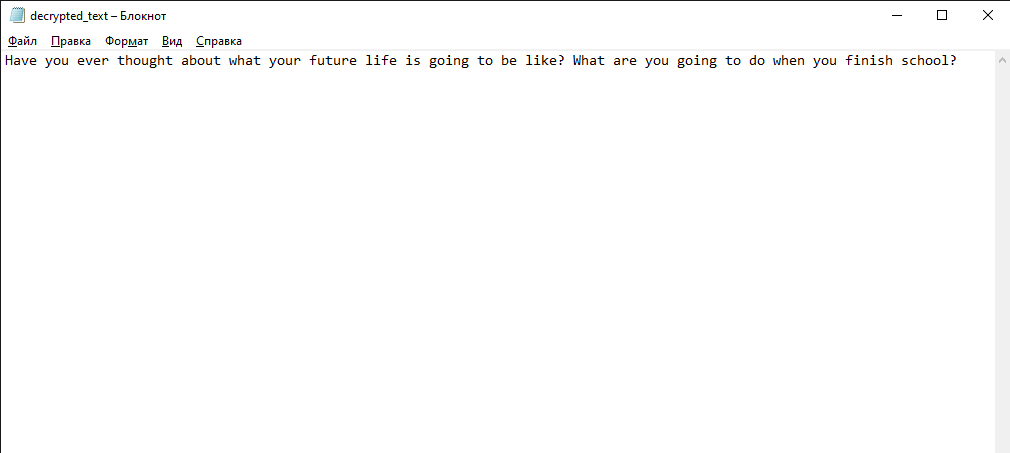 decrypted_text – Блокнот
Файл Правка Формат Вид Справка
Have you ever thought about what your future life is going to be like? What are you going to do when you finish school?